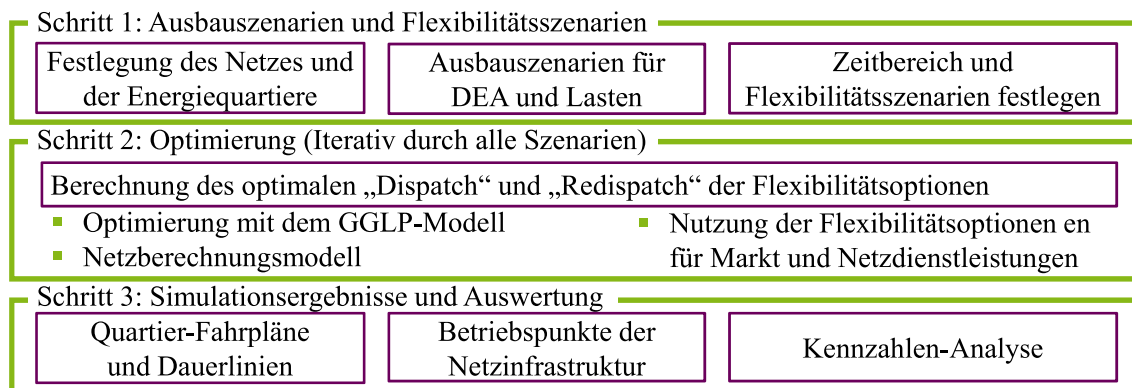 Schritt 1: Ausbauszenarien und Flexibilitätsszenarien
Festlegung des Netzes und
der Energiequartiere
Ausbauszenarien für
DEA und Lasten
Zeitbereich und
Flexibilitätsszenarien festlegen
Schritt 2: Optimierung (Iterativ durch alle Szenarien)
Berechnung des optimalen „Dispatch“ und „Redispatch“ der Flexibilitätsoptionen
Optimierung mit dem GGLP-Modell
Netzberechnungsmodell
Nutzung der Flexibilitätsoptionen en
für Markt und Netzdienstleistungen
Schritt 3: Simulationsergebnisse und Auswertung
Quartier-Fahrpläne
und Dauerlinien
Betriebspunkte der
Netzinfrastruktur
Kennzahlen-Analyse